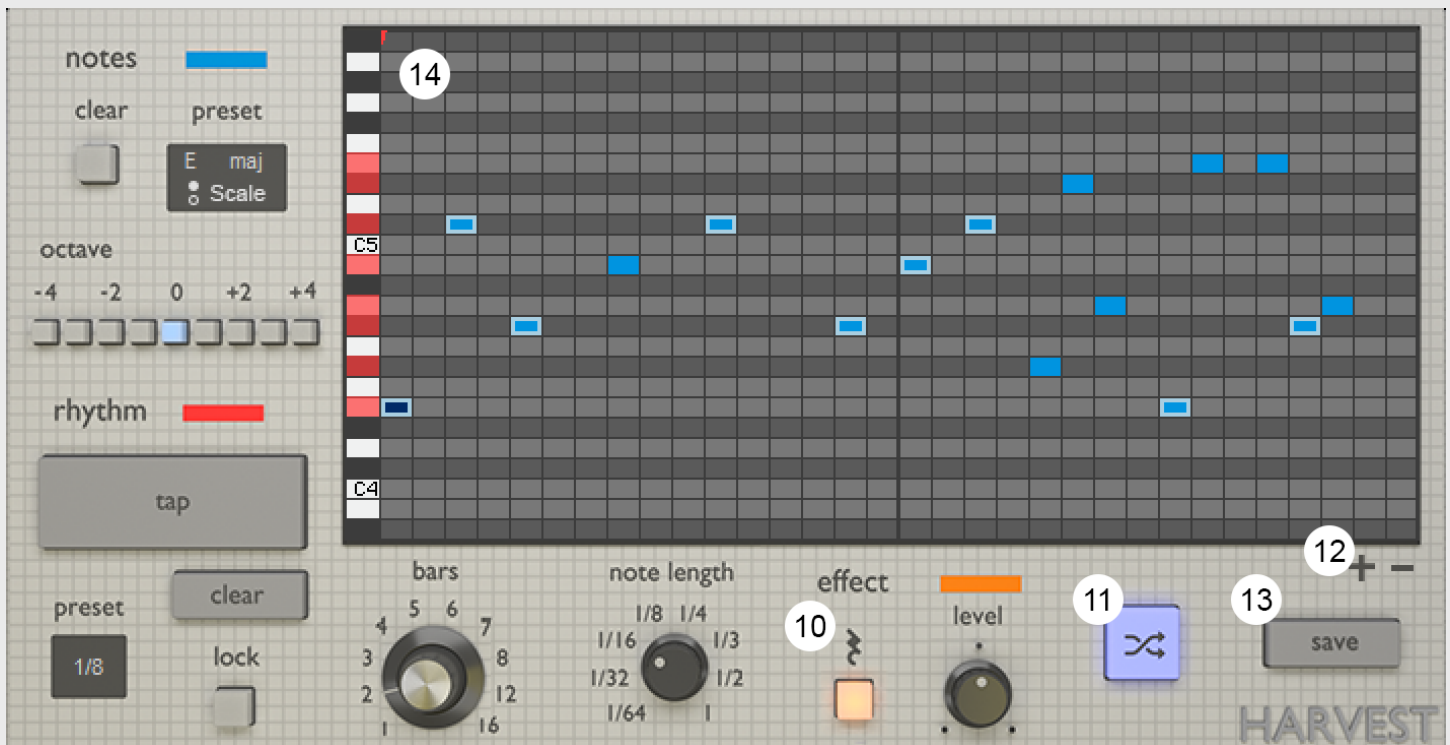 notes
clear preset
E maj
Scale
octave
-4 -2 0 +2 +4
rhythm
tap
clear
preset
1/8
lock
14
C5
C4
bars
1 2 3 4 5 6 7 8 12 16
note length
1/64 1/32 1/16 1/8 1/4 1/3 1/2 1
effect
10
level
11
12
+ −
13
save
HARVEST